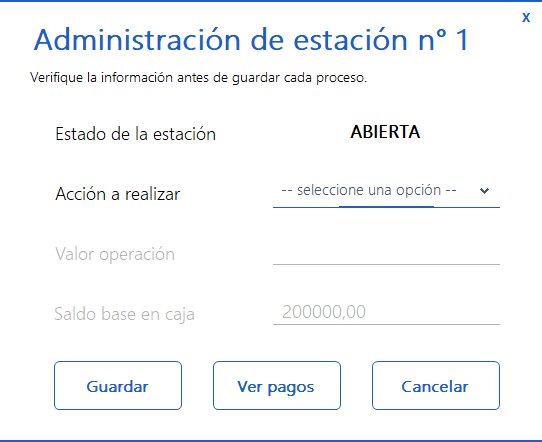 x
Administración de estación n° 1
Verifique la información antes de guardar cada proceso.
Estado de la estación ABIERTA
Acción a realizar -- seleccione una opción --
Valor operación
Saldo base en caja 200000,00
Guardar Ver pagos Cancelar